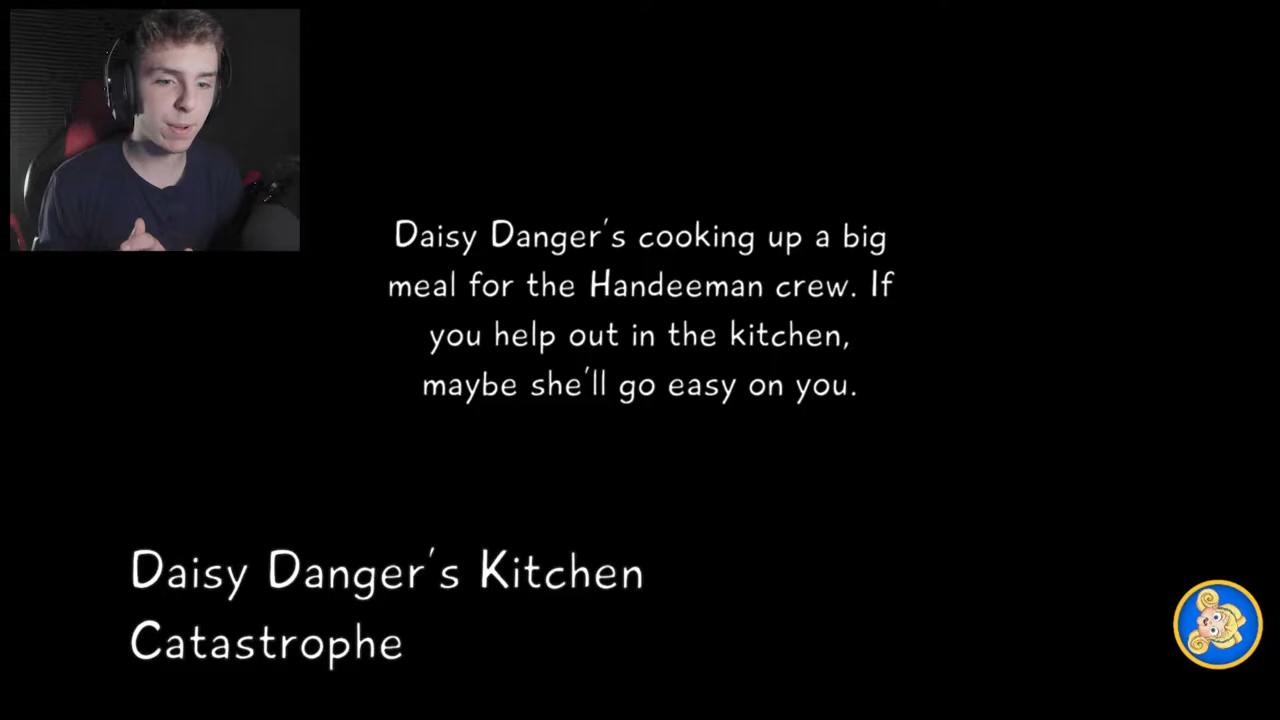 Daisy Danger's cooking up a big
meal for the Handeeman crew. If
you help out in the kitchen,
maybe she'll go easy on you.
Daisy Danger's Kitchen
Catastrophe